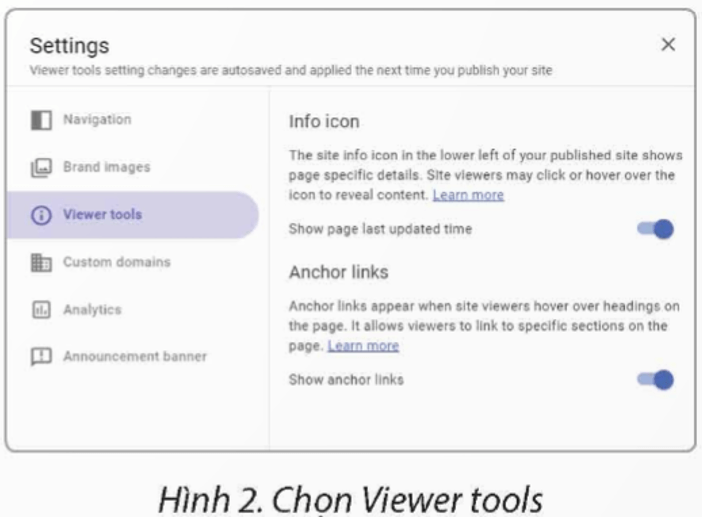 Settings
Viewer tools setting changes are autosaved and applied the next time you publish your site
Navigation
Brand images
Viewer tools
Custom domains
Analytics
Announcement banner
Info icon
The site info icon in the lower left of your published site shows
page specific details. Site viewers may click or hover over the
icon to reveal content. Learn more
Show page last updated time
Anchor links
Anchor links appear when site viewers hover over headings on
the page. It allows viewers to link to specific sections on the
page. Learn more
Show anchor links
Hình 2. Chọn Viewer tools